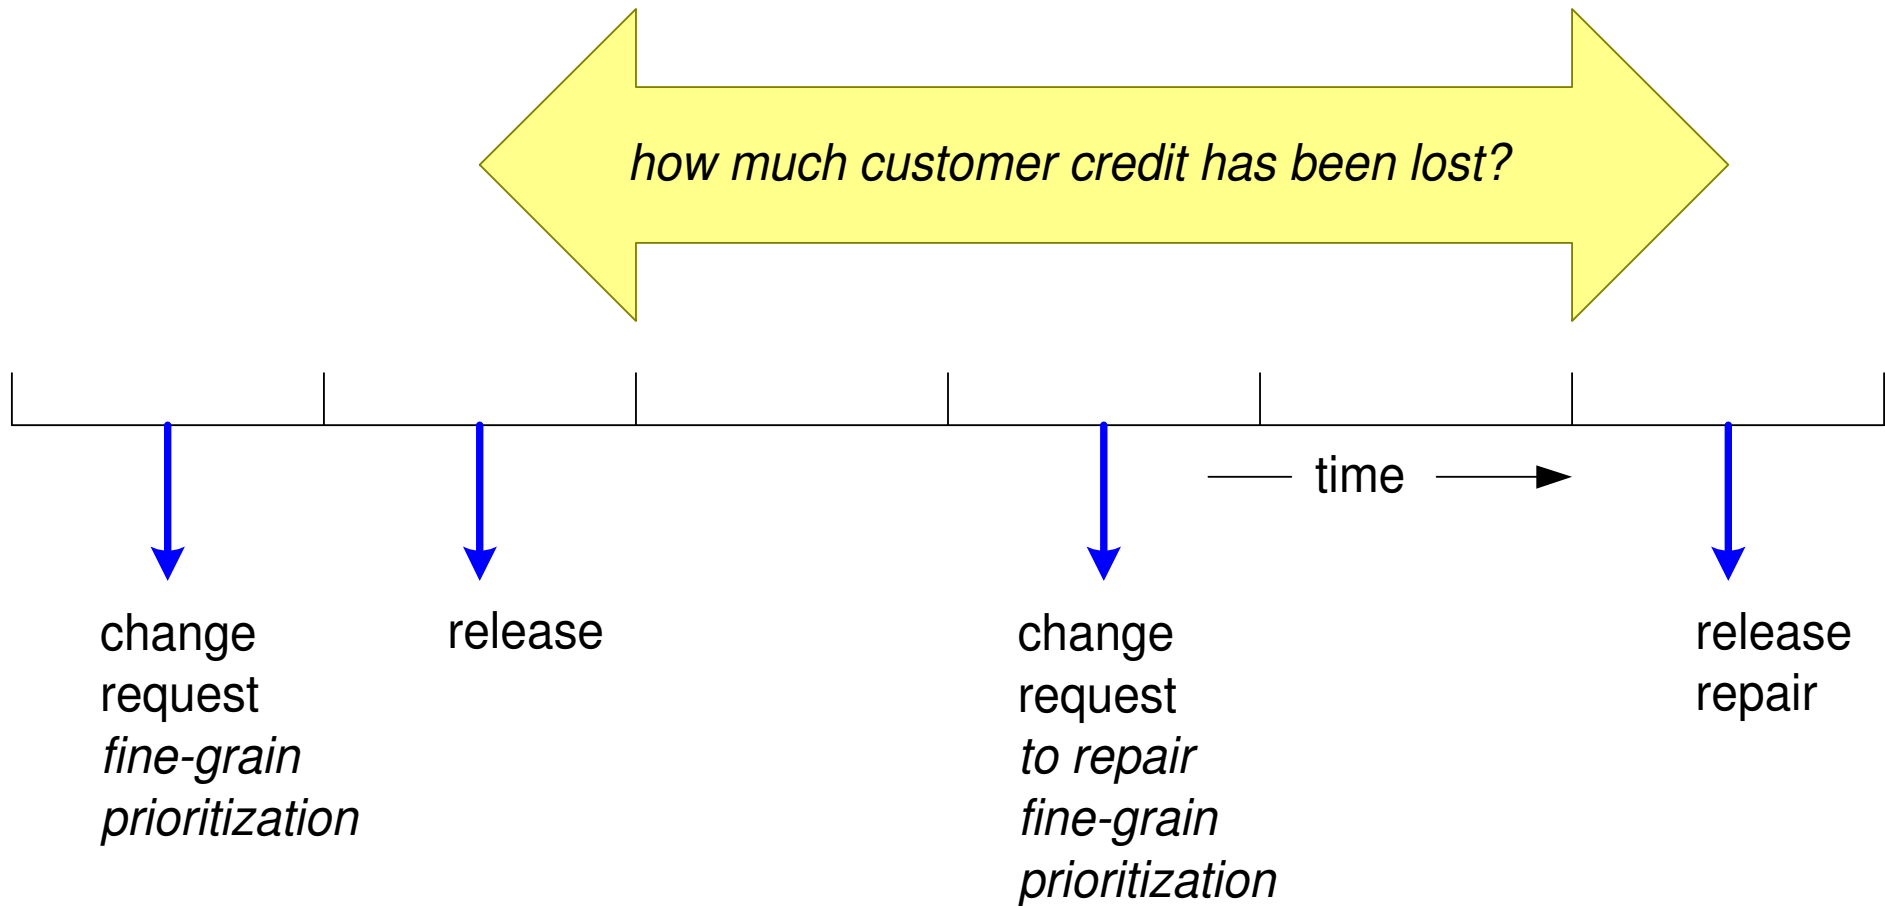 how much customer credit has been lost?
time
change
request
fine-grain
prioritization
release
change
request
to repair
fine-grain
prioritization
release
repair